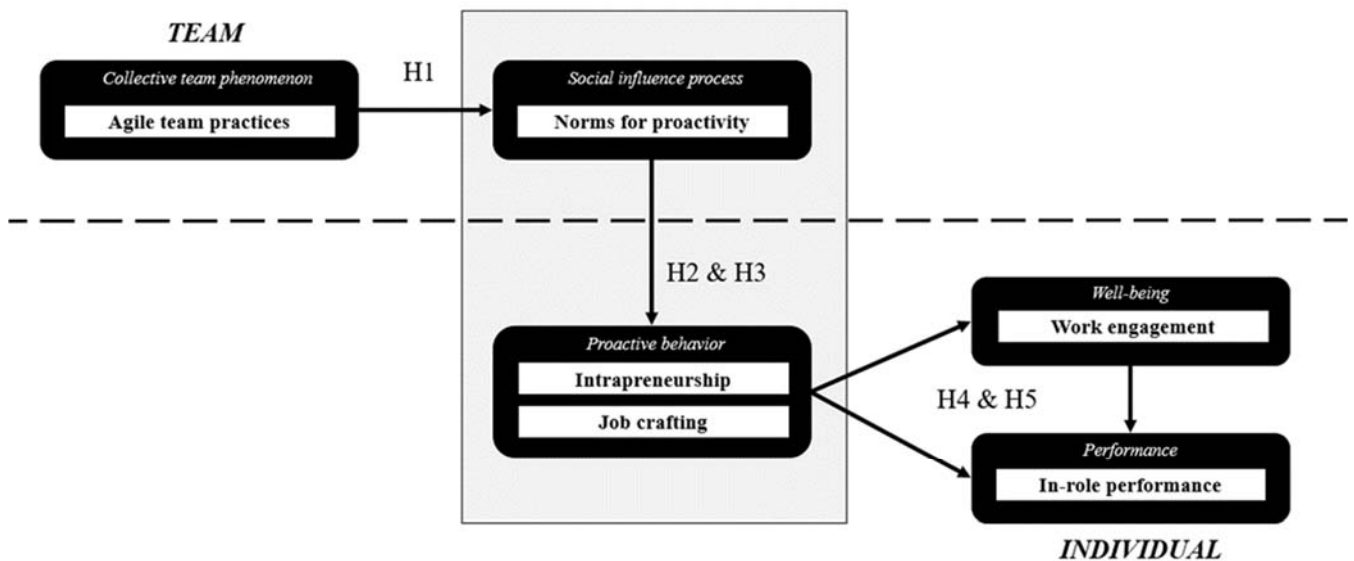 TEAM
Collective team phenomenon
Agile team practices
H1
Social influence process
Norms for proactivity
H2 & H3
Proactive behavior
Intrapreneurship
Job crafting
Well-being
Work engagement
H4 & H5
Performance
In-role performance
INDIVIDUAL